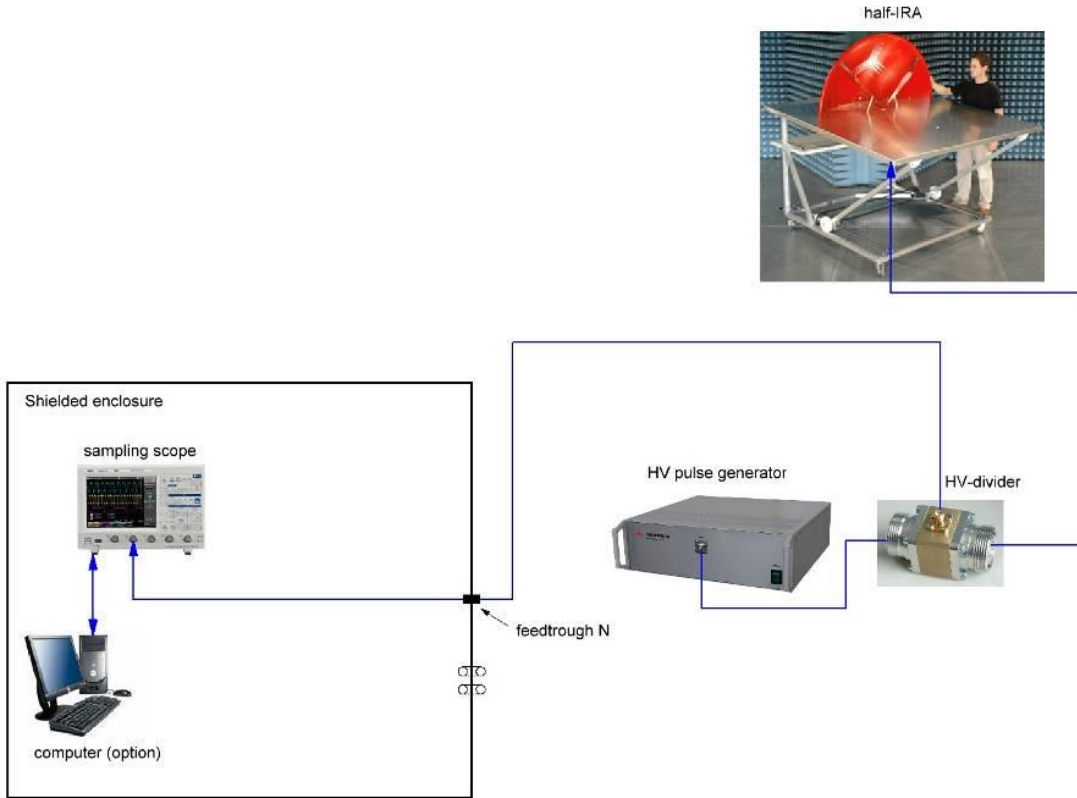 half-IRA
Shielded enclosure
sampling scope
HV pulse generator
HV-divider
feedtrough N
computer (option)